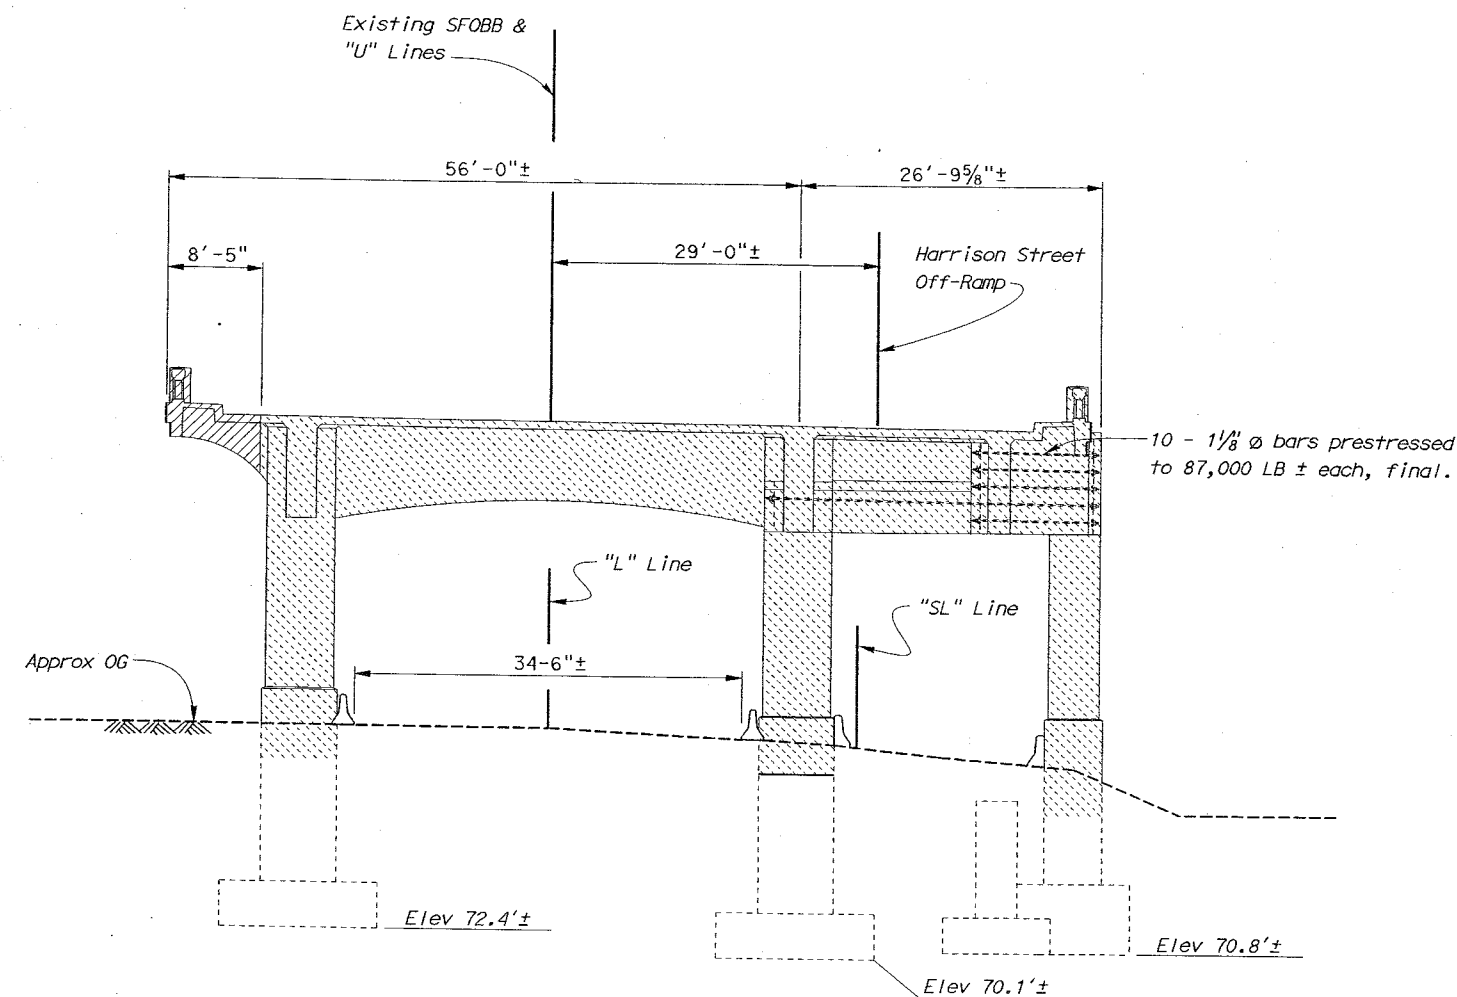 Existing SFOBB &
"U" Lines
56'-0"±
26'-9⅝"±
8'-5"
29'-0"±
Harrison Street
Off-Ramp
10 - 1⅛" ø bars prestressed
to 87,000 LB ± each, final.
"L" Line
"SL" Line
Approx OG
34-6"±
Elev 72.4'±
Elev 70.8'±
Elev 70.1'±